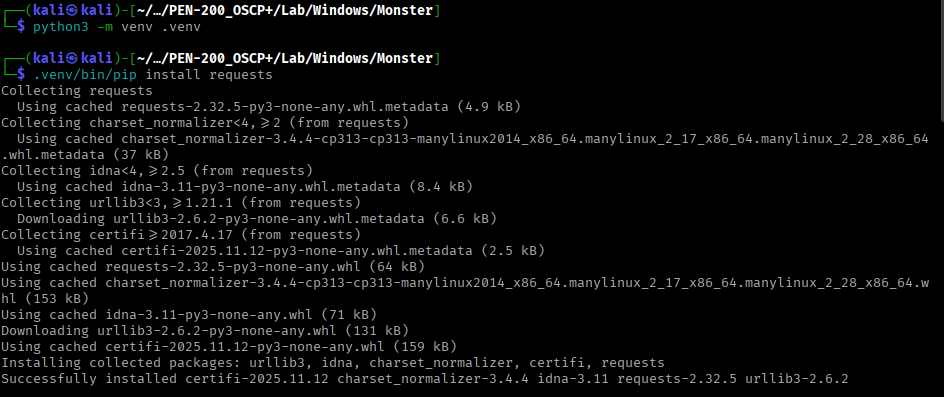 ┌──(kali㉿kali)-[~/…/PEN-200_OSCP+/Lab/Windows/Monster]
└─$ python3 -m venv .venv
┌──(kali㉿kali)-[~/…/PEN-200_OSCP+/Lab/Windows/Monster]
└─$ .venv/bin/pip install requests
Collecting requests
  Using cached requests-2.32.5-py3-none-any.whl.metadata (4.9 kB)
Collecting charset_normalizer<4,>=2 (from requests)
  Using cached charset_normalizer-3.4.4-cp313-cp313-manylinux2014_x86_64.manylinux_2_17_x86_64.manylinux_2_28_x86_64
.whl.metadata (37 kB)
Collecting idna<4,>=2.5 (from requests)
  Using cached idna-3.11-py3-none-any.whl.metadata (8.4 kB)
Collecting urllib3<3,>=1.21.1 (from requests)
  Downloading urllib3-2.6.2-py3-none-any.whl.metadata (6.6 kB)
Collecting certifi>=2017.4.17 (from requests)
  Using cached certifi-2025.11.12-py3-none-any.whl.metadata (2.5 kB)
Using cached requests-2.32.5-py3-none-any.whl (64 kB)
Using cached charset_normalizer-3.4.4-cp313-cp313-manylinux2014_x86_64.manylinux_2_17_x86_64.manylinux_2_28_x86_64.w
hl (153 kB)
Using cached idna-3.11-py3-none-any.whl (71 kB)
Downloading urllib3-2.6.2-py3-none-any.whl (131 kB)
Using cached certifi-2025.11.12-py3-none-any.whl (159 kB)
Installing collected packages: urllib3, idna, charset_normalizer, certifi, requests
Successfully installed certifi-2025.11.12 charset_normalizer-3.4.4 idna-3.11 requests-2.32.5 urllib3-2.6.2